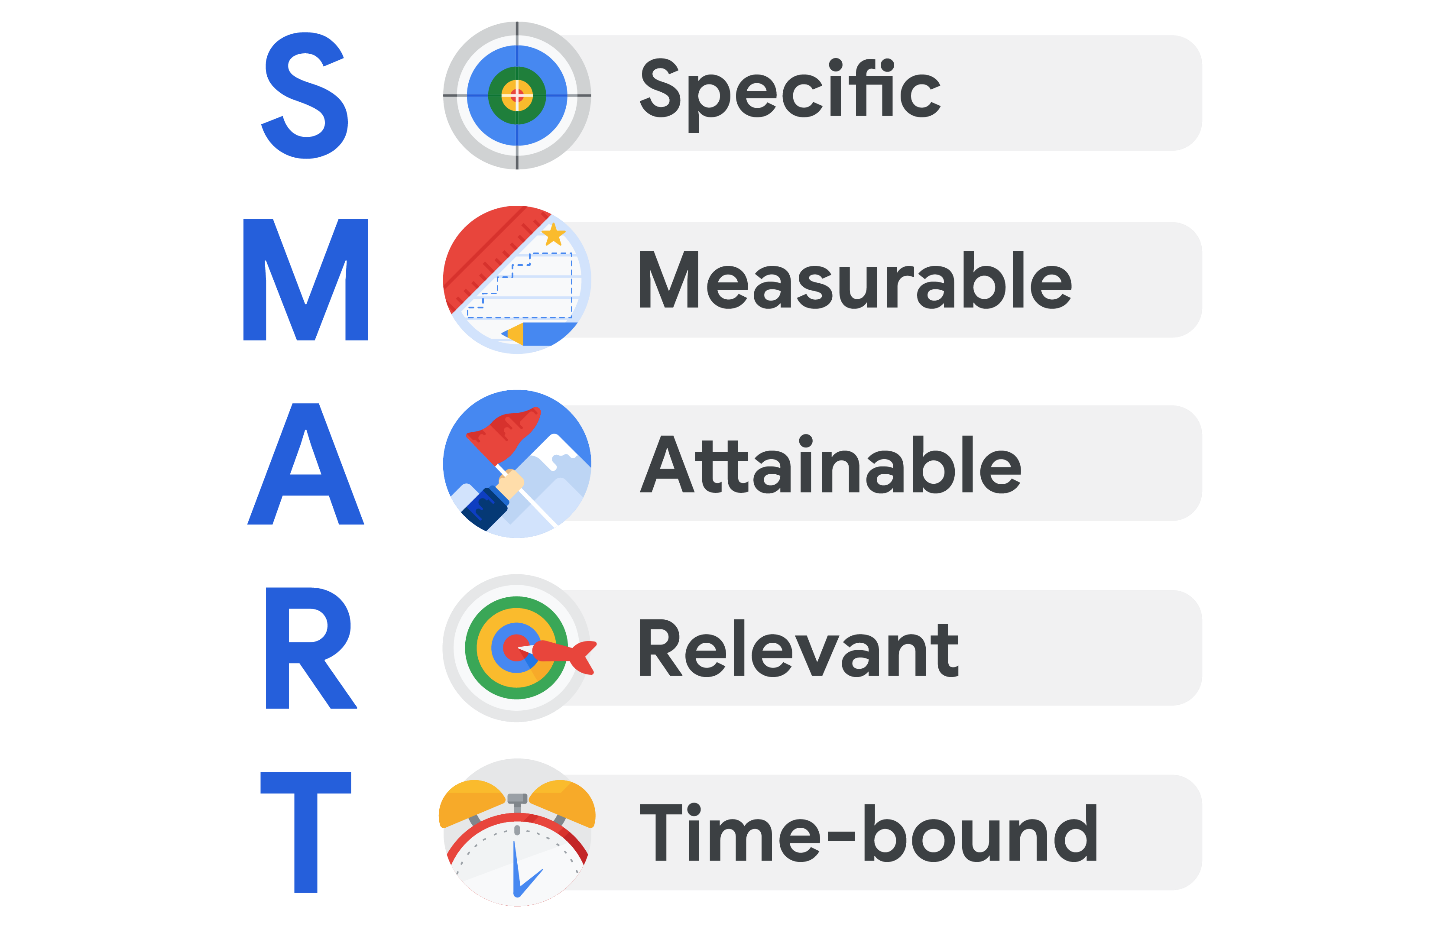 S Specific
M Measurable
A Attainable
R Relevant
T Time-bound